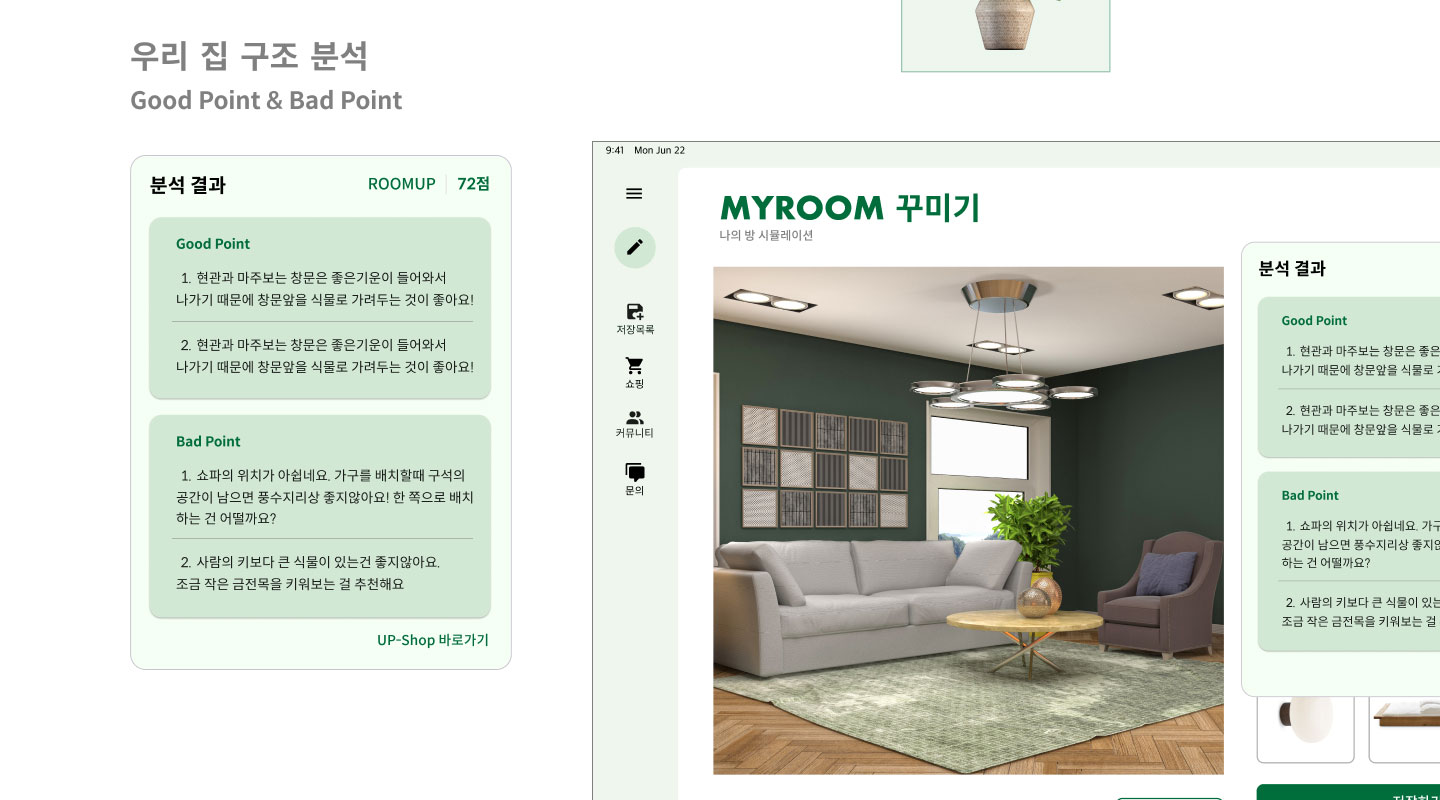 우리 집 구조 분석
Good Point & Bad Point
분석 결과
ROOMUP
72점
Good Point
1. 현관과 마주보는 창문은 좋은기운이 들어와서
나가기 때문에 창문앞을 식물로 가려두는 것이 좋아요!
2. 현관과 마주보는 창문은 좋은기운이 들어와서
나가기 때문에 창문앞을 식물로 가려두는 것이 좋아요!
Bad Point
1. 쇼파의 위치가 아쉽네요. 가구를 배치할때 구석의
공간이 남으면 풍수지리상 좋지않아요! 한 쪽으로 배치
하는 건 어떨까요?
2. 사람의 키보다 큰 식물이 있는건 좋지않아요.
조금 작은 금전목을 키워보는 걸 추천해요
UP-Shop 바로가기
9:41 Mon Jun 22
저장목록
쇼핑
커뮤니티
문의
MYROOM 꾸미기
나의 방 시뮬레이션
분석 결과
Good Point
1. 현관과 마주보는 창문은 좋은
나가기 때문에 창문앞을 식물로
2. 현관과 마주보는 창문은 좋은
나가기 때문에 창문앞을 식물로
Bad Point
1. 쇼파의 위치가 아쉽네요. 가구
공간이 남으면 풍수지리상 좋지않
하는 건 어떨까요?
2. 사람의 키보다 큰 식물이 있는
조금 작은 금전목을 키워보는 걸